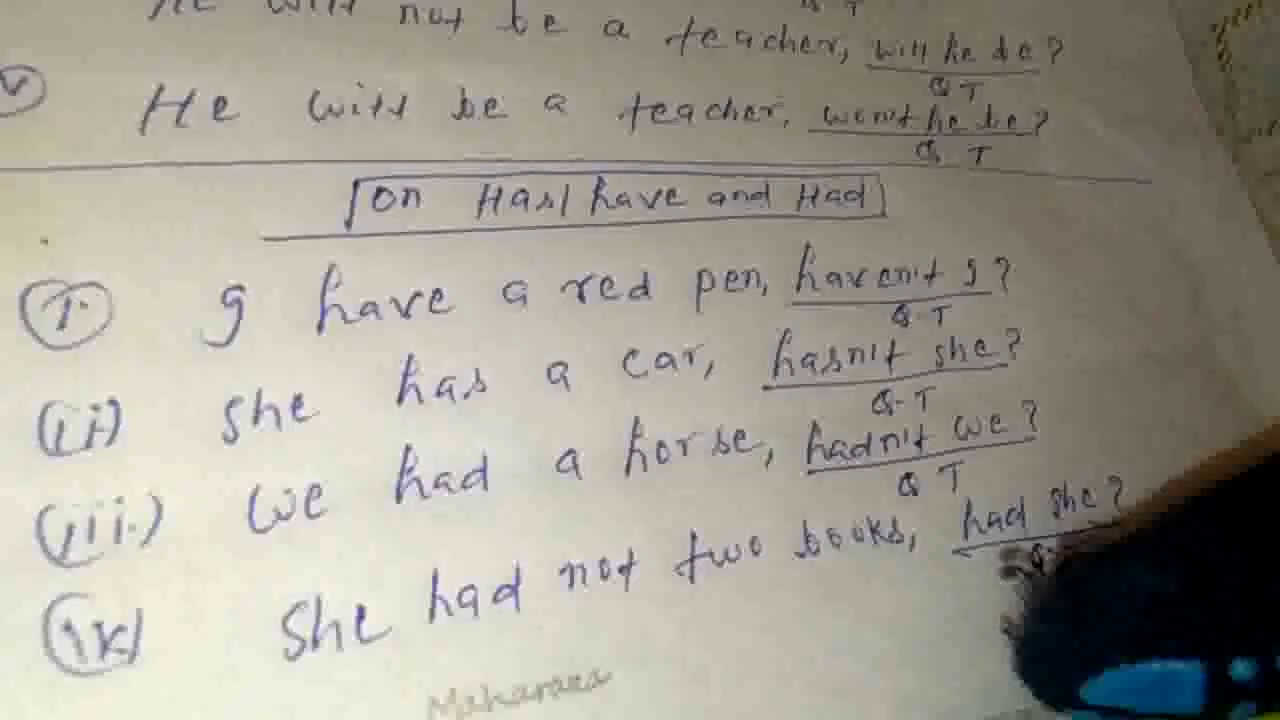 He will not be a teacher, will he be?
Q T
V He will be a teacher, won't he be?
Q T
on Has/have and Had
I. I have a red pen, haven't I?
Q.T
(ii) She has a car, hasn't she?
Q.T
(iii.) We had a horse, hadn't we?
Q T
(iv) She had not two books, had she?
Maharaea